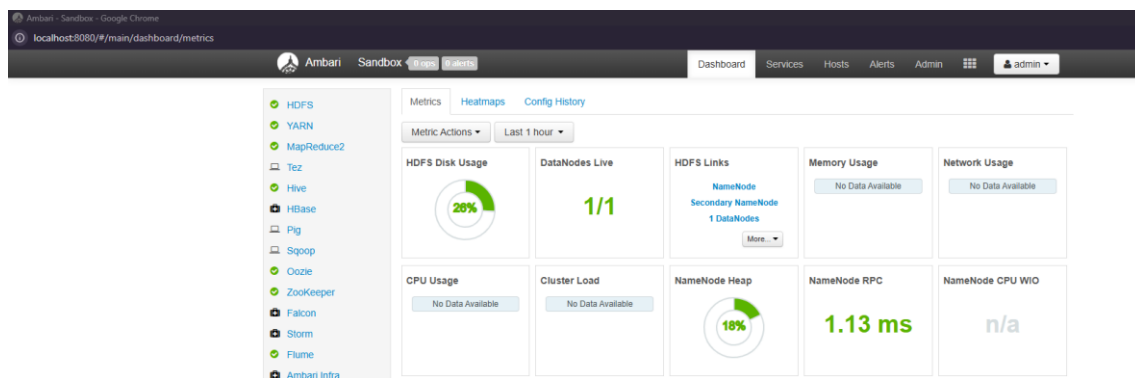 Ambari - Sandbox - Google Chrome
localhost:8080/#/main/dashboard/metrics
Ambari Sandbox 0 ops 0 alerts Dashboard Services Hosts Alerts Admin admin
HDFS
YARN
MapReduce2
Tez
Hive
HBase
Pig
Sqoop
Oozie
ZooKeeper
Falcon
Storm
Flume
Ambari Infra
Metrics Heatmaps Config History
Metric Actions Last 1 hour
HDFS Disk Usage
26%
DataNodes Live
1/1
HDFS Links
NameNode
Secondary NameNode
1 DataNodes
More...
Memory Usage
No Data Available
Network Usage
No Data Available
CPU Usage
No Data Available
Cluster Load
No Data Available
NameNode Heap
18%
NameNode RPC
1.13 ms
NameNode CPU WIO
n/a